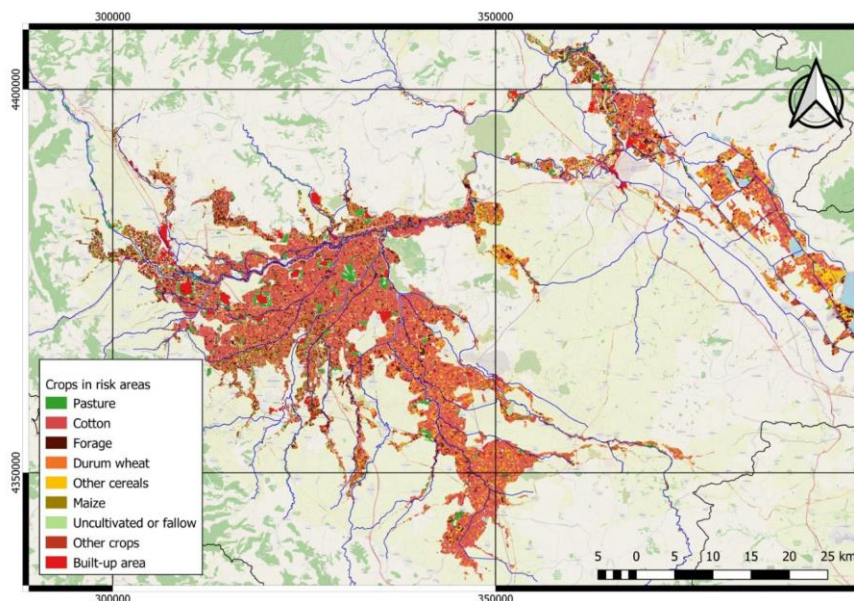 300000
350000
N
4400000
4350000
Crops in risk areas
Pasture
Cotton
Forage
Durum wheat
Other cereals
Maize
Uncultivated or fallow
Other crops
Built-up area
5 0 5 10 15 20 25 km
300000
350000